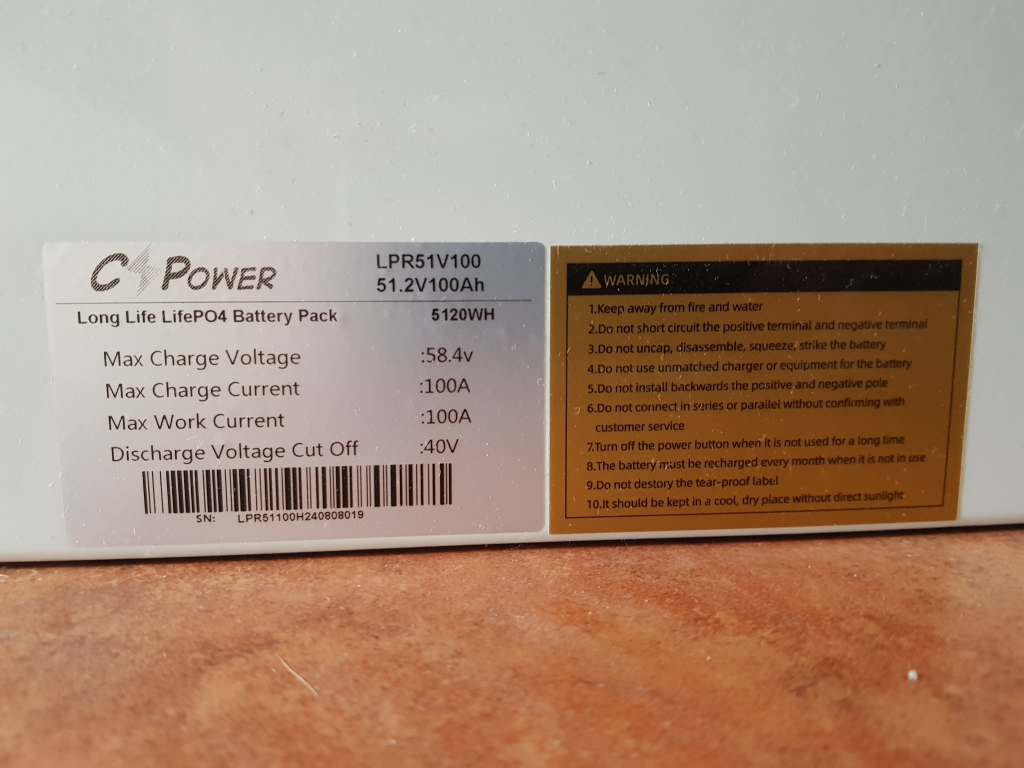 C POWER
LPR51V100
51.2V100Ah
Long Life LifePO4 Battery Pack 5120WH
Max Charge Voltage :58.4v
Max Charge Current :100A
Max Work Current :100A
Discharge Voltage Cut Off :40V
SN: LPR51100H240808019
WARNING
1.Keep away from fire and water
2.Do not short circuit the positive terminal and negative terminal
3.Do not uncap, disassemble, squeeze, strike the battery
4.Do not use unmatched charger or equipment for the battery
5.Do not install backwards the positive and negative pole
6.Do not connect in series or parallel without confirming with
customer service
7.Turn off the power button when it is not used for a long time
8.The battery must be recharged every month when it is not in use
9.Do not destory the tear-proof label
10.It should be kept in a cool, dry place without direct sunlight